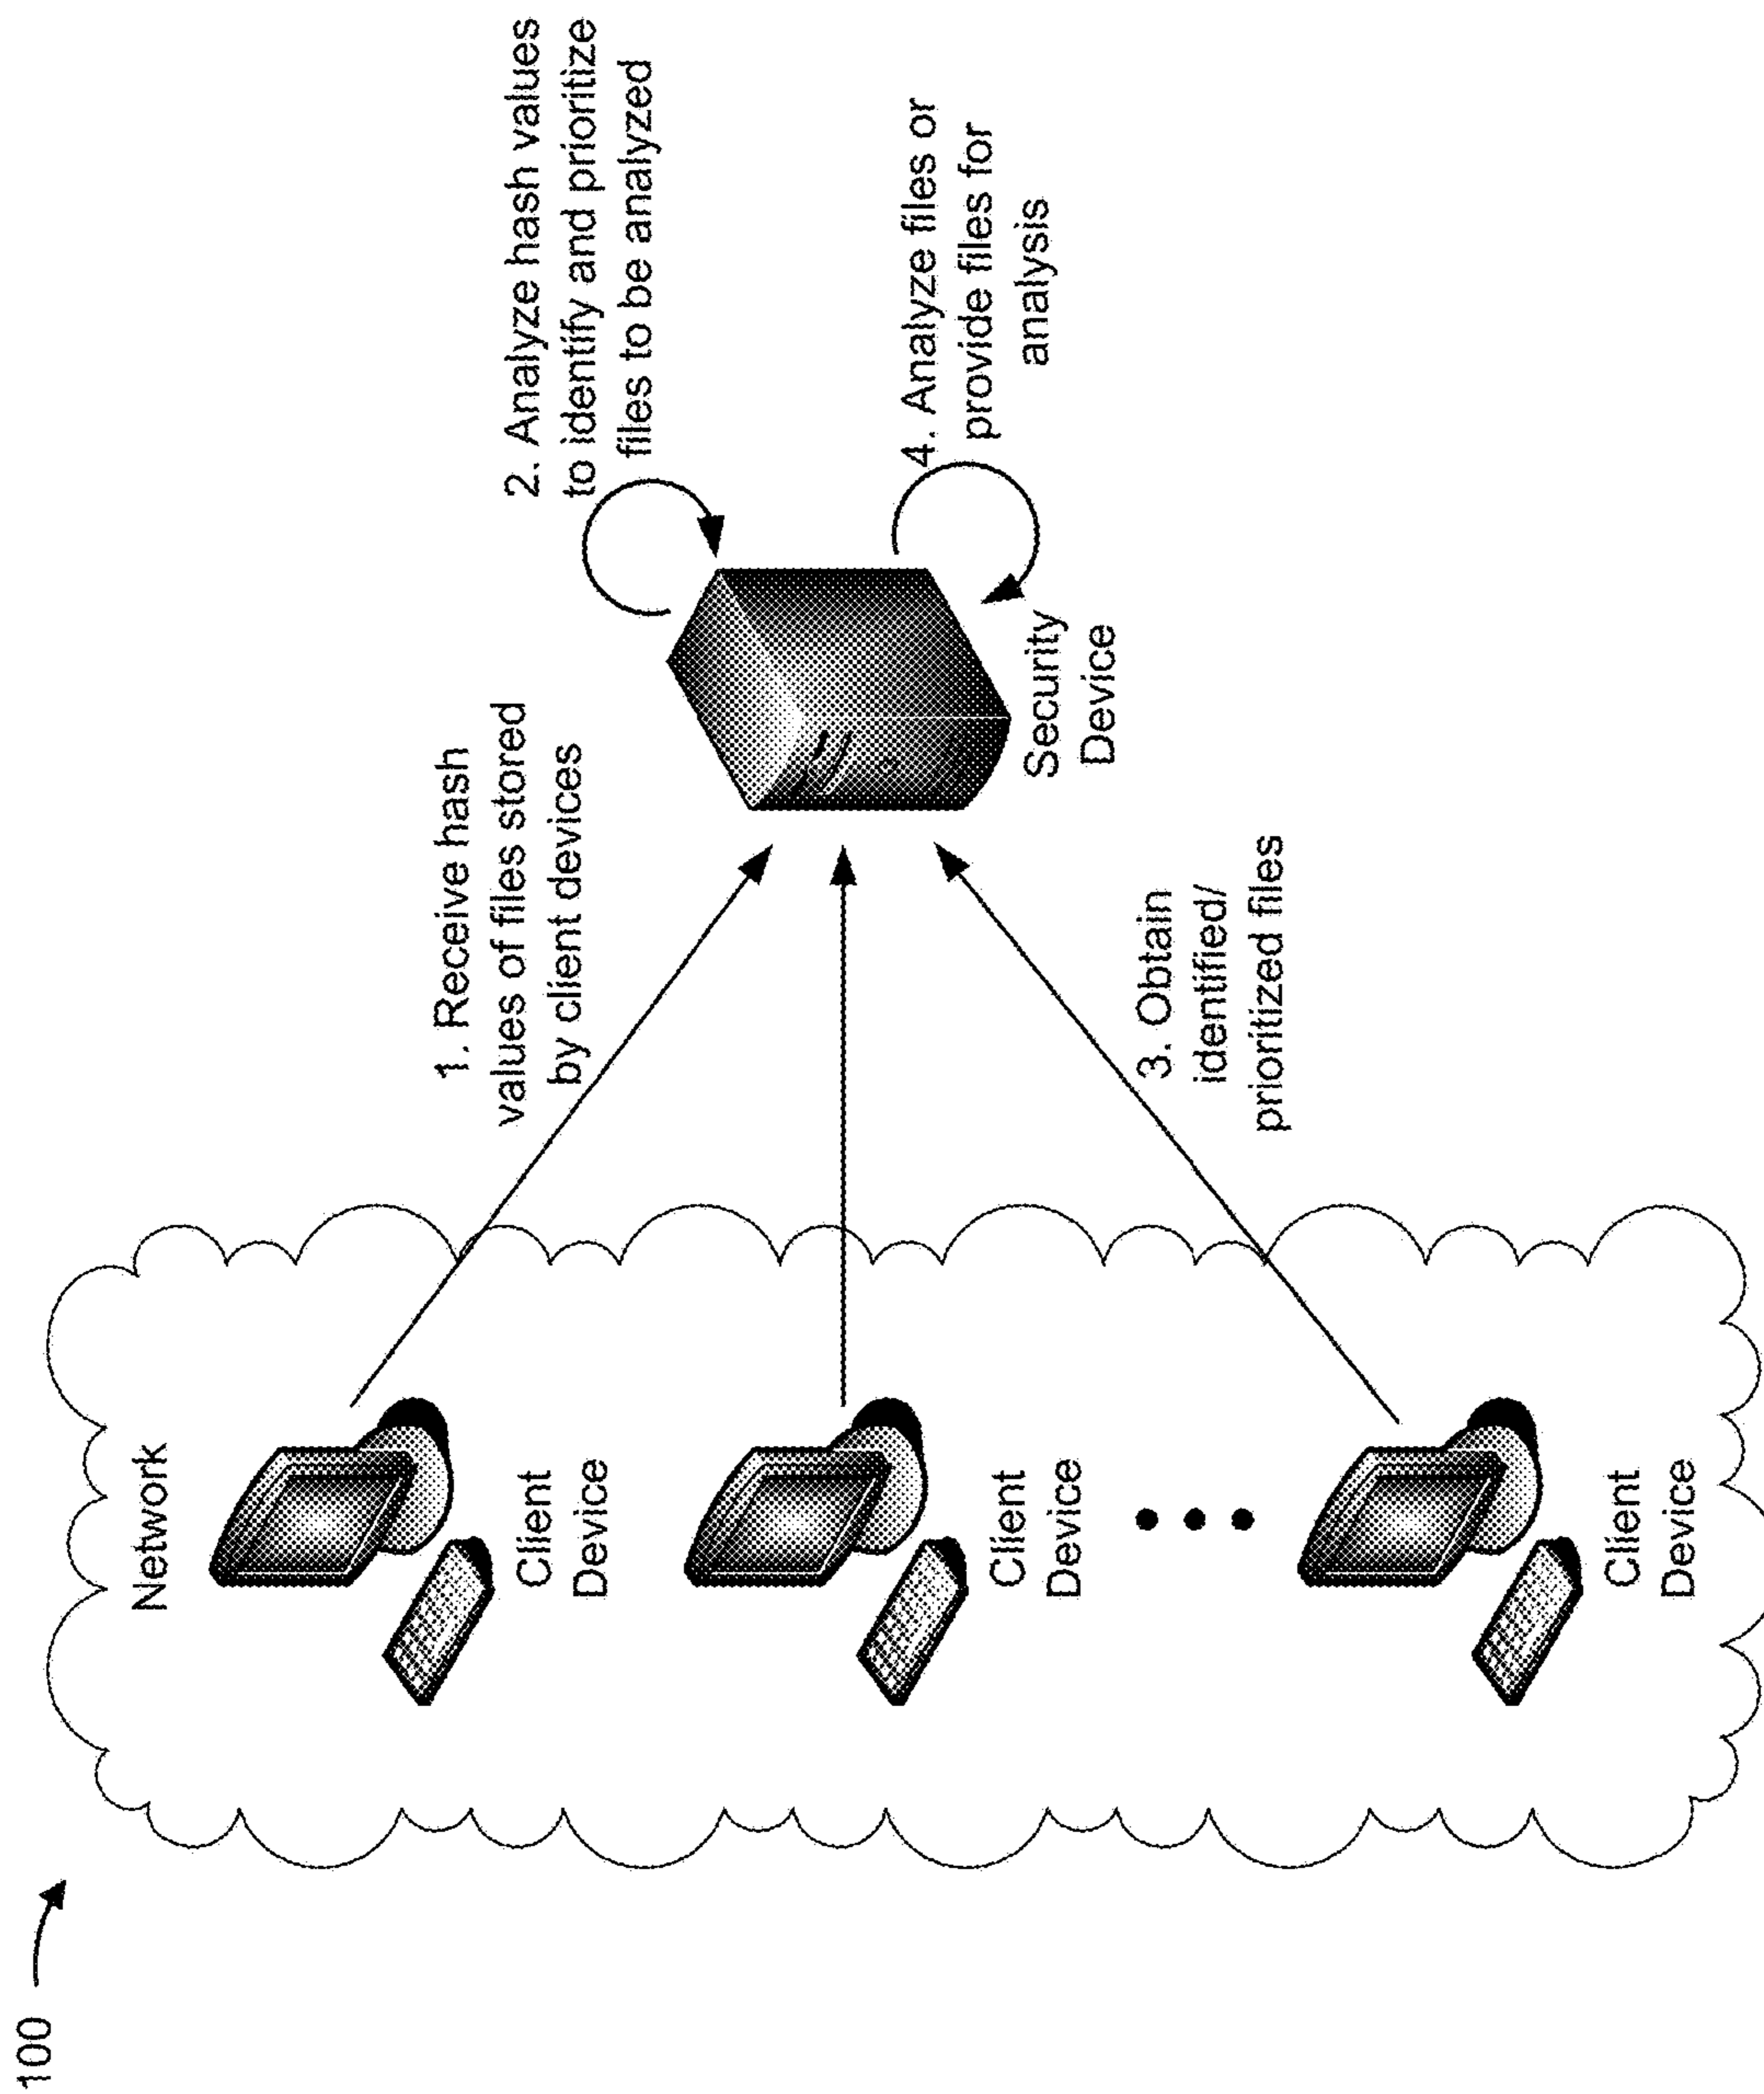 100
Network
Client
Device
Client
Device
Client
Device
1. Receive hash
values of files stored
by client devices
2. Analyze hash values
to identify and prioritize
files to be analyzed
Security
Device
3. Obtain
identified/
prioritized files
4. Analyze files or
provide files for
analysis